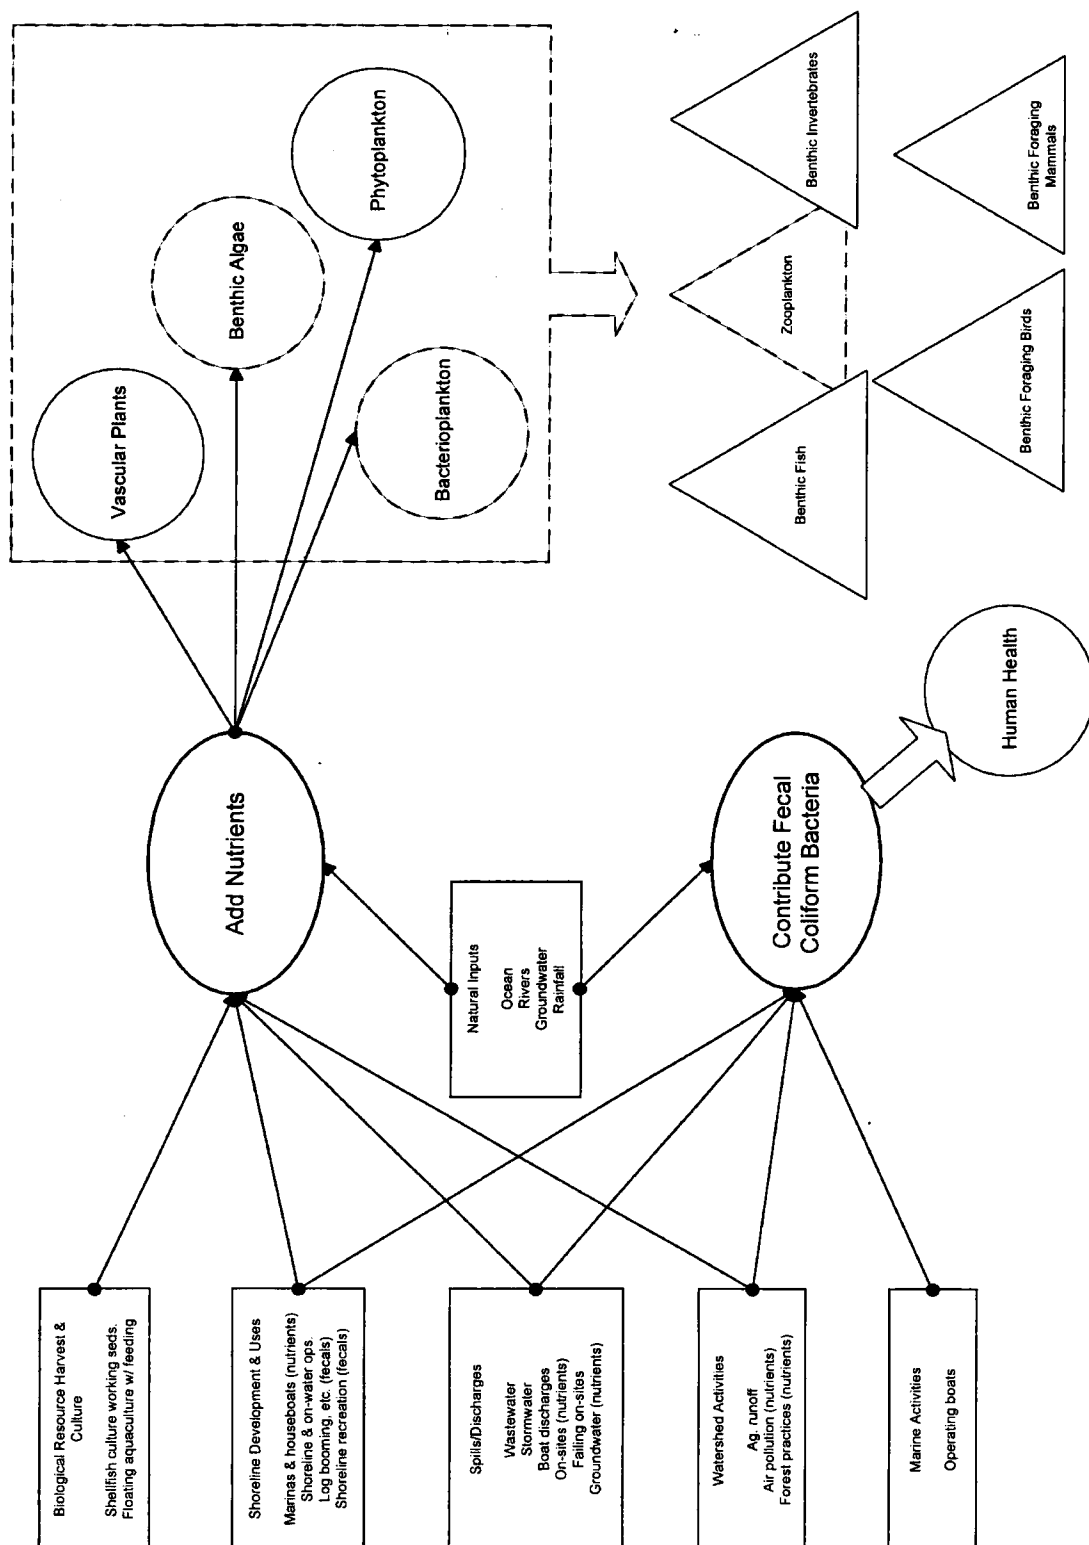 Biological Resource Harvest &
Culture
Shellfish culture working seds.
Floating aquaculture w/ feeding
Shoreline Development & Uses
Marinas & houseboats (nutrients)
Shoreline & on-water ops.
Log booming, etc. (fecals)
Shoreline recreation (fecals)
Spills/Discharges
Wastewater
Stormwater
Boat discharges
On-sites (nutrients)
Failing on-sites
Groundwater (nutrients)
Watershed Activities
Ag. runoff
Air pollution (nutrients)
Forest practices (nutrients)
Marine Activities
Operating boats
Natural Inputs
Ocean
Rivers
Groundwater
Rainfall
Add Nutrients
Contribute Fecal
Coliform Bacteria
Human Health
Vascular Plants
Benthic Algae
Phytoplankton
Bacterioplankton
Benthic Fish
Zooplankton
Benthic Invertebrates
Benthic Foraging Birds
Benthic Foraging
Mammals